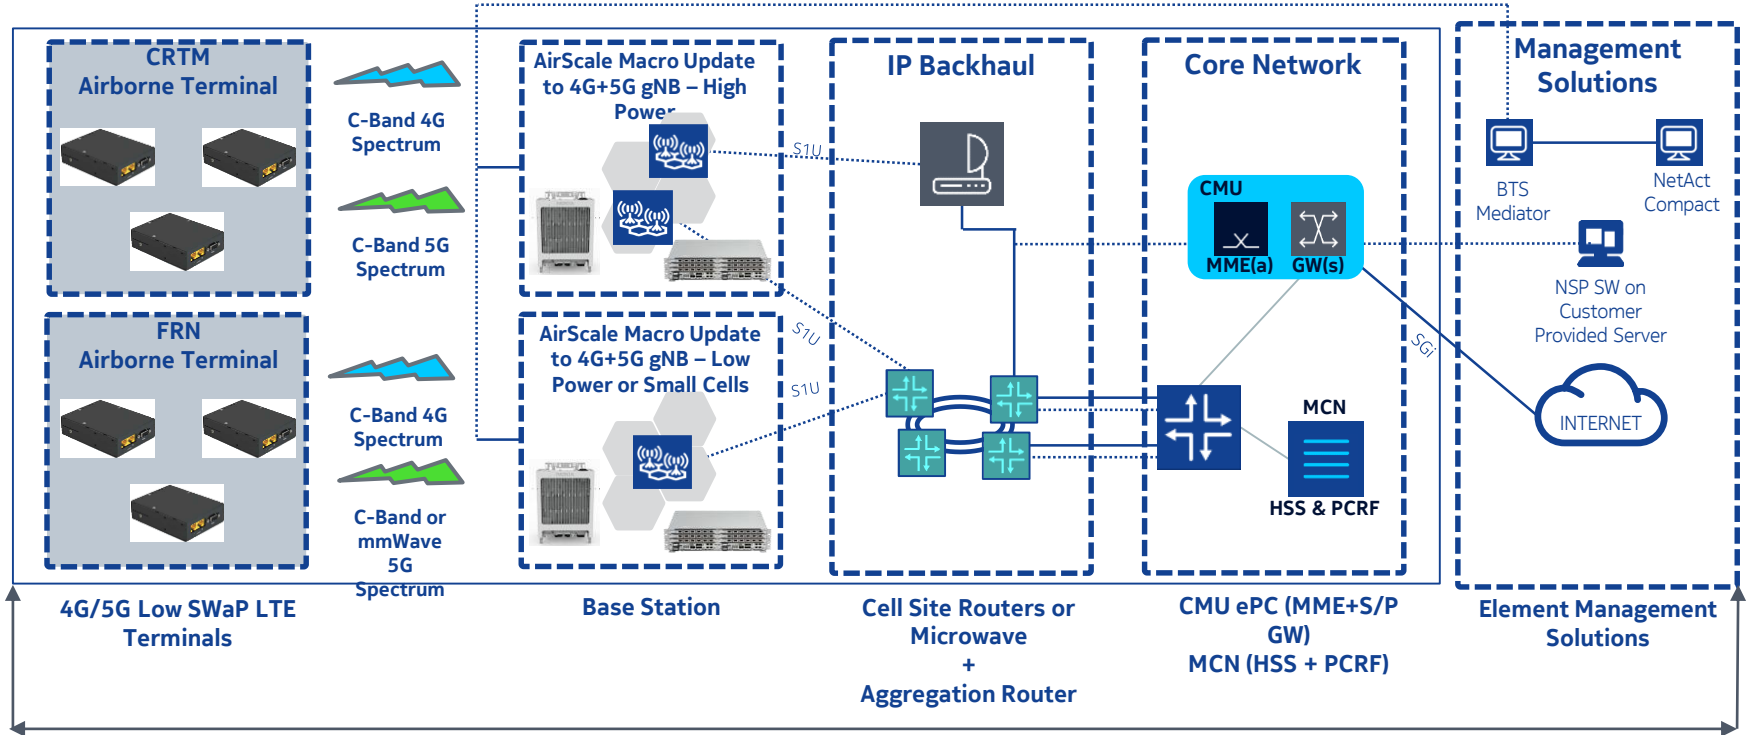 CRTM
Airborne Terminal
C-Band 4G
Spectrum
C-Band 5G
Spectrum
FRN
Airborne Terminal
C-Band 4G
Spectrum
C-Band or
mmWave
5G
Spectrum
4G/5G Low SWaP LTE
Terminals
AirScale Macro Update
to 4G+5G gNB – High
Power
S1U
S1U
AirScale Macro Update
to 4G+5G gNB – Low
Power or Small Cells
S1U
Base Station
IP Backhaul
Cell Site Routers or
Microwave
+
Aggregation Router
Core Network
CMU
MME(a)
GW(s)
MCN
HSS & PCRF
SGi
CMU ePC (MME+S/P
GW)
MCN (HSS + PCRF)
Management
Solutions
BTS
Mediator
NetAct
Compact
NSP SW on
Customer
Provided Server
INTERNET
Element Management
Solutions